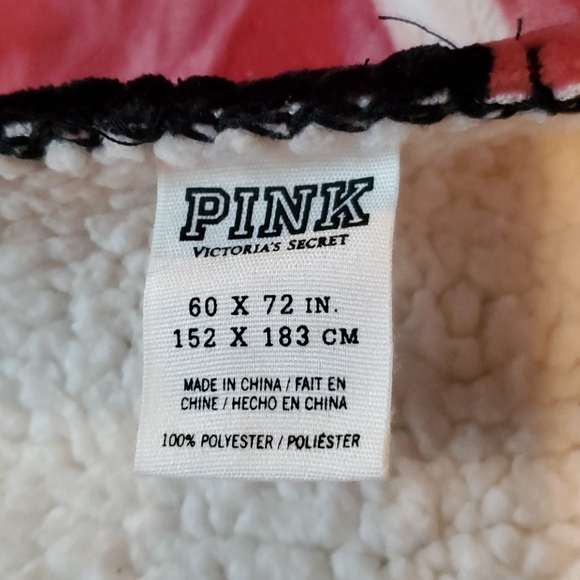 PINK
VICTORIA'S SECRET
60 X 72 IN.
152 X 183 CM
MADE IN CHINA / FAIT EN
CHINE / HECHO EN CHINA
100% POLYESTER / POLIÉSTER